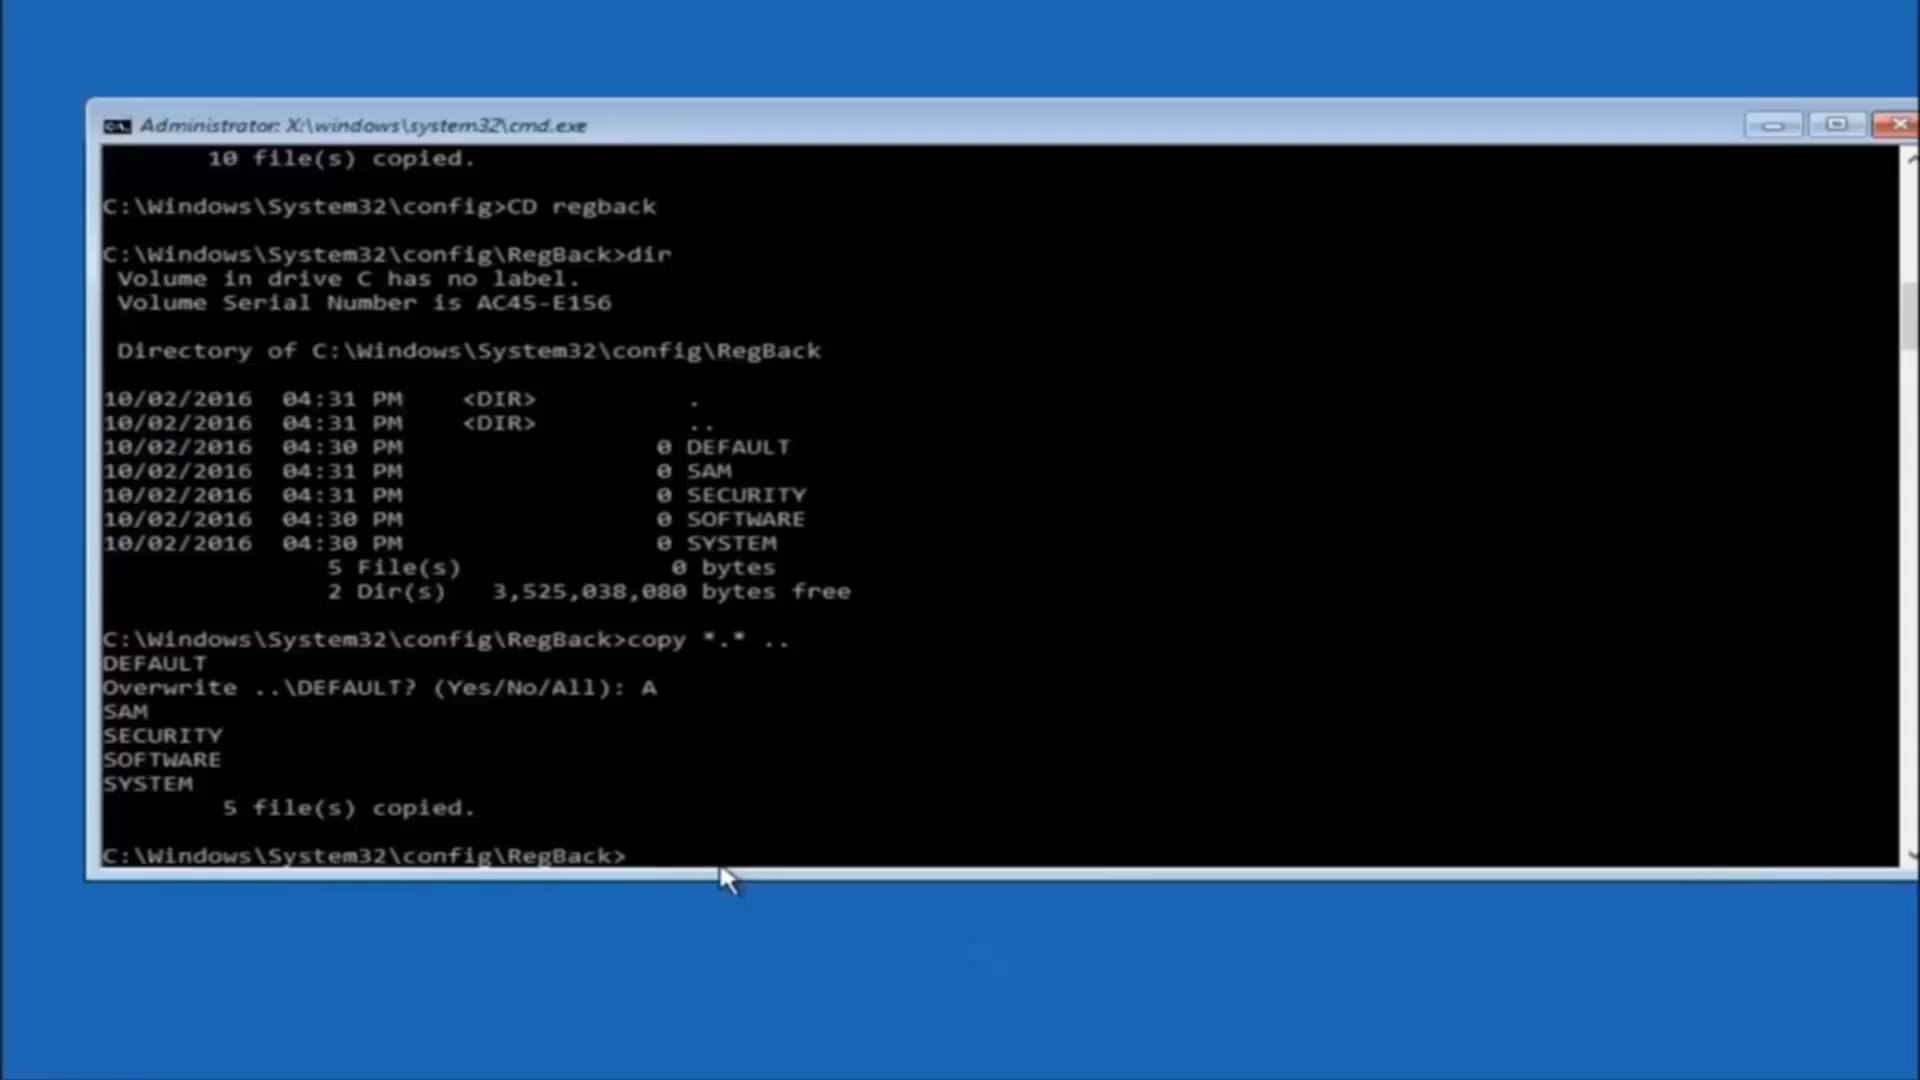 Administrator: X:\windows\system32\cmd.exe
10 file(s) copied.
C:\Windows\System32\config>CD regback
C:\Windows\System32\config\RegBack>dir
Volume in drive C has no label.
Volume Serial Number is AC45-E156
Directory of C:\Windows\System32\config\RegBack
10/02/2016  04:31 PM    <DIR>          .
10/02/2016  04:31 PM    <DIR>          ..
10/02/2016  04:30 PM                 0 DEFAULT
10/02/2016  04:31 PM                 0 SAM
10/02/2016  04:31 PM                 0 SECURITY
10/02/2016  04:30 PM                 0 SOFTWARE
10/02/2016  04:30 PM                 0 SYSTEM
5 File(s)              0 bytes
2 Dir(s)   3,525,038,080 bytes free
C:\Windows\System32\config\RegBack>copy *.* ..
DEFAULT
Overwrite ..\DEFAULT? (Yes/No/All): A
SAM
SECURITY
SOFTWARE
SYSTEM
5 file(s) copied.
C:\Windows\System32\config\RegBack>